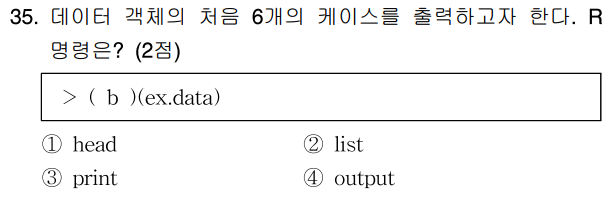 35. 데이터 객체의 처음 6개의 케이스를 출력하고자 한다. R
명령은? (2점)
> ( b )(ex.data)
① head ② list
③ print ④ output